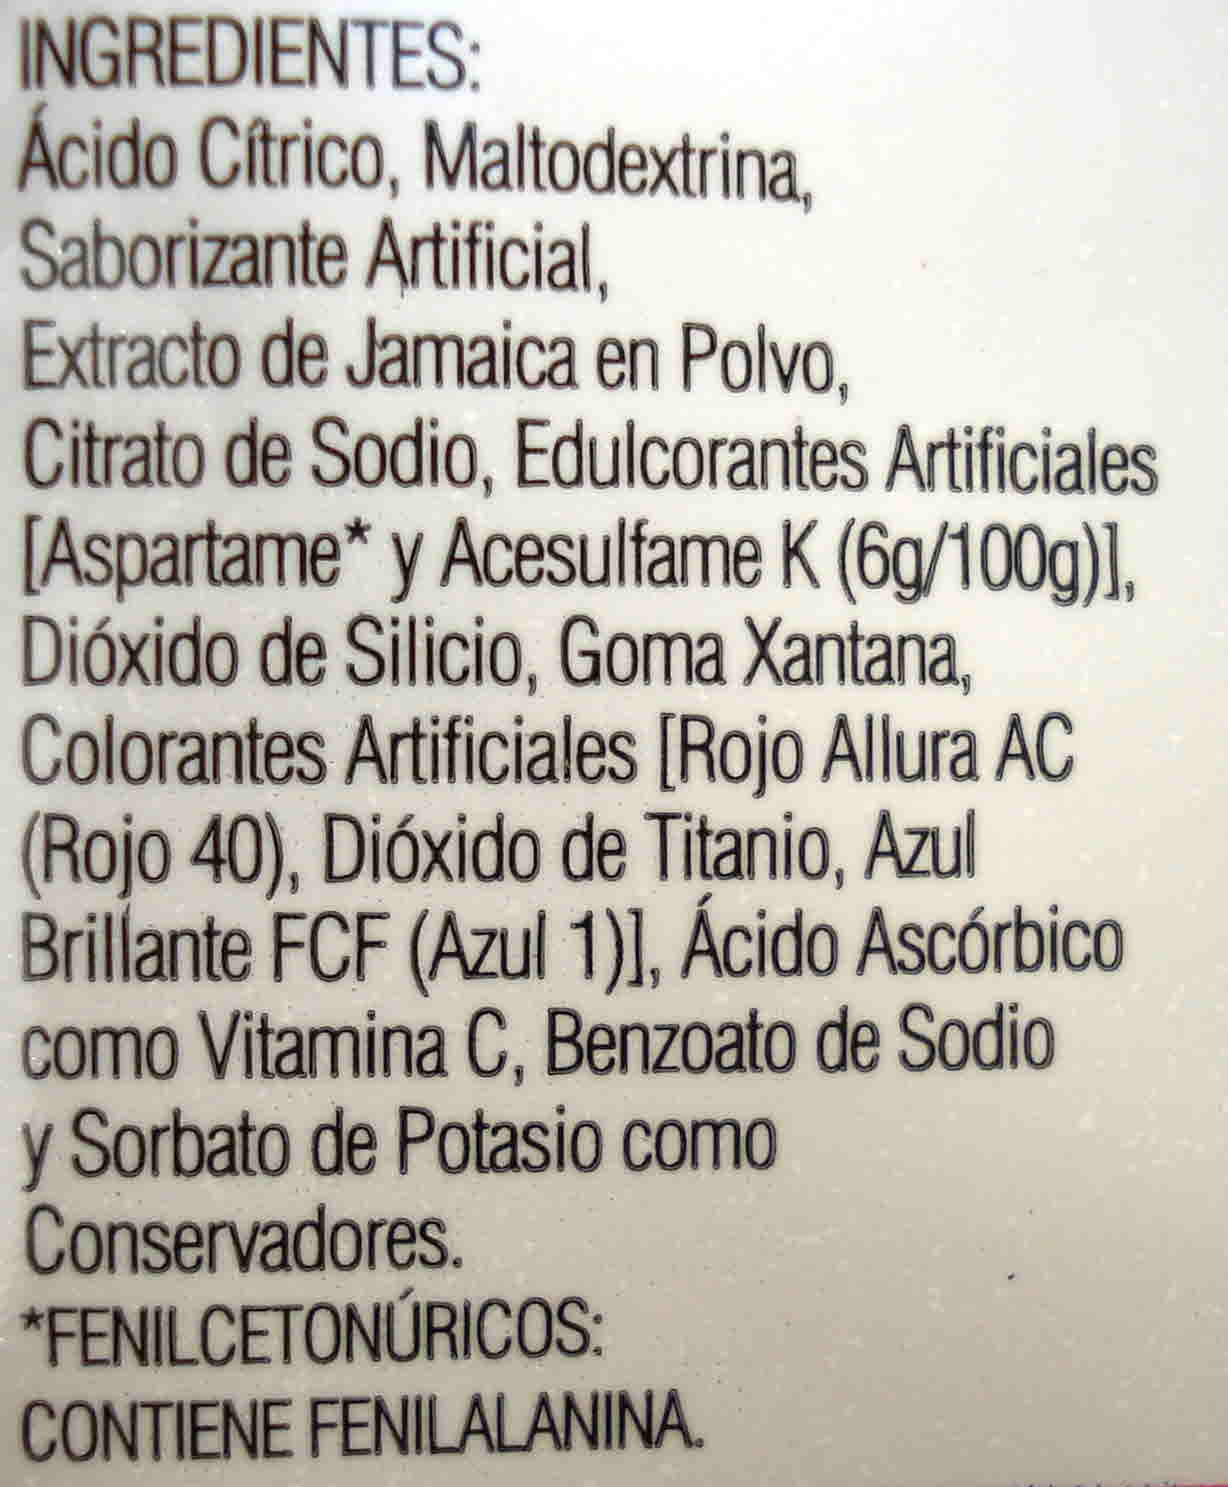 INGREDIENTES:
Ácido Cítrico, Maltodextrina,
Saborizante Artificial,
Extracto de Jamaica en Polvo,
Citrato de Sodio, Edulcorantes Artificiales
[Aspartame* y Acesulfame K (6g/100g)],
Dióxido de Silicio, Goma Xantana,
Colorantes Artificiales [Rojo Allura AC
(Rojo 40), Dióxido de Titanio, Azul
Brillante FCF (Azul 1)], Ácido Ascórbico
como Vitamina C, Benzoato de Sodio
y Sorbato de Potasio como
Conservadores.
*FENILCETONÚRICOS:
CONTIENE FENILALANINA.